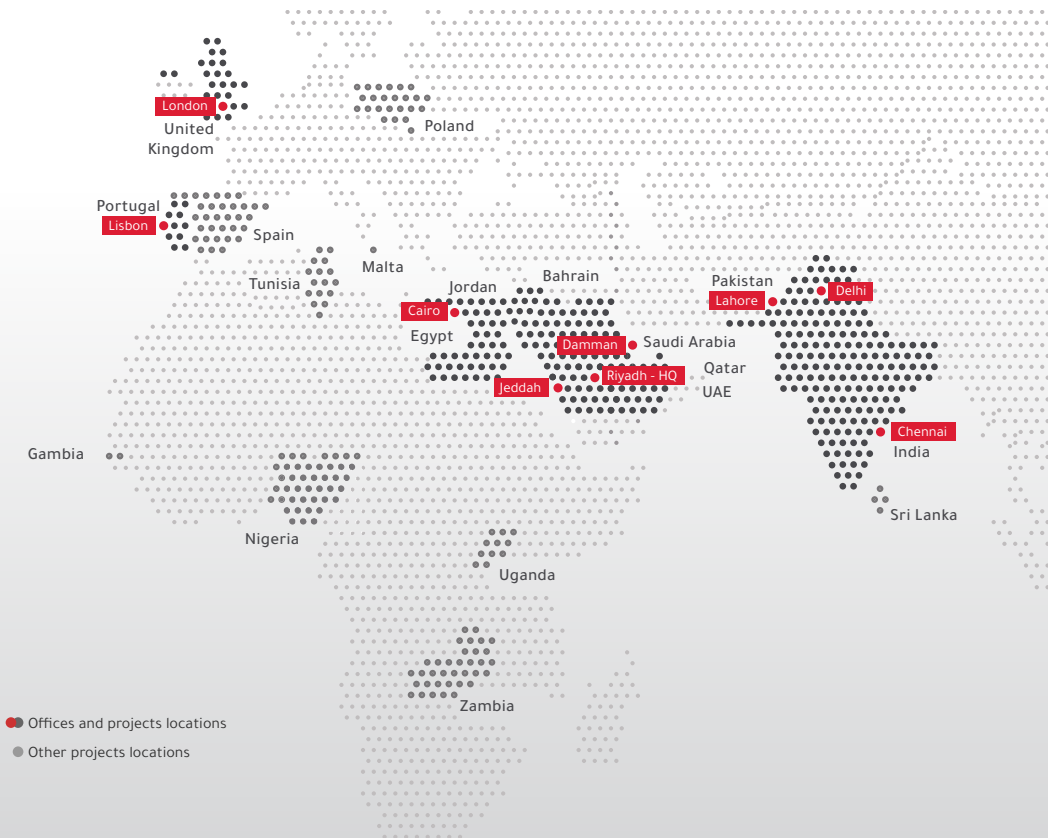 London
United
Kingdom
Poland
Portugal
Lisbon
Spain
Malta
Tunisia
Bahrain
Jordan
Pakistan
Delhi
Lahore
Cairo
Egypt
Damman
Saudi Arabia
Qatar
Riyadh - HQ
Jeddah
UAE
Chennai
India
Gambia
Sri Lanka
Nigeria
Uganda
Zambia
Offices and projects locations
Other projects locations